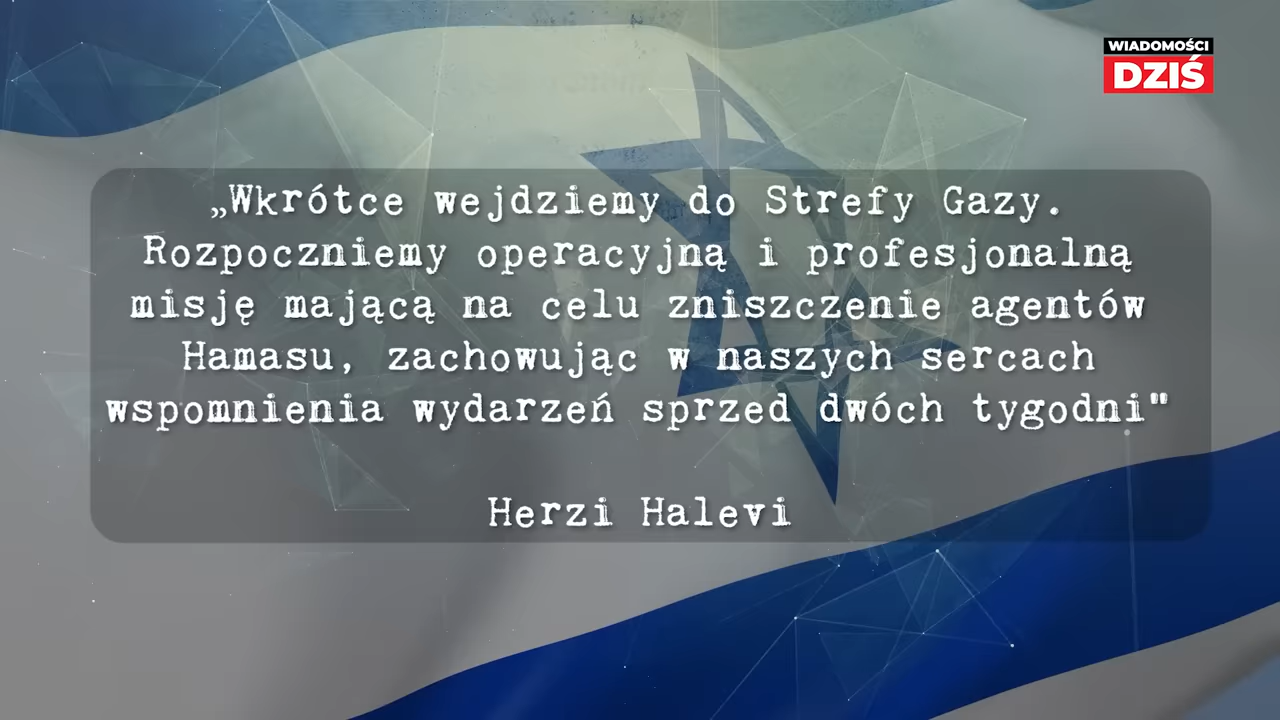 WIADOMOŚCI
DZIŚ
„Wkrótce wejdziemy do Strefy Gazy.
Rozpoczniemy operacyjną i profesjonalną
misję mającą na celu zniszczenie agentów
Hamasu, zachowując w naszych sercach
wspomnienia wydarzeń sprzed dwóch tygodni"
Herzi Halevi